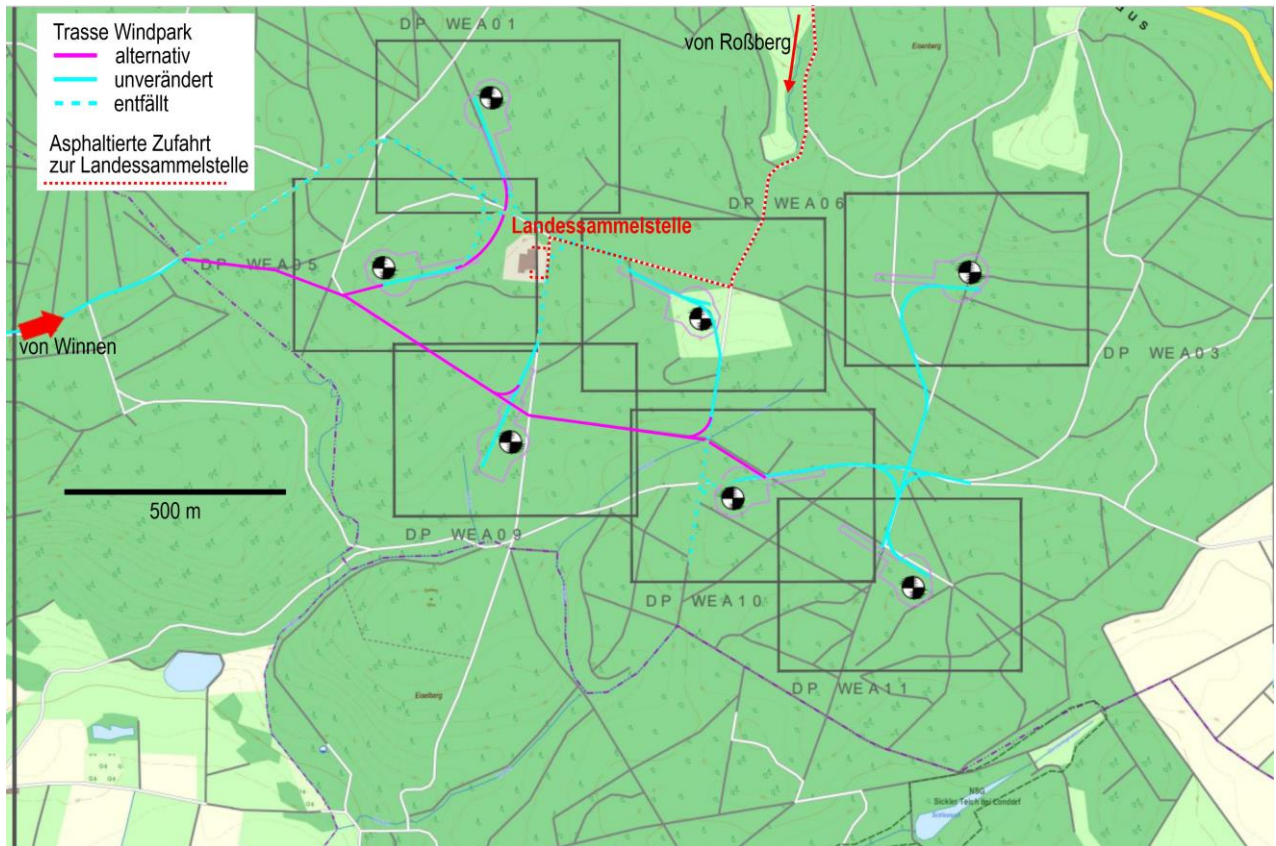 DP WEA01
Trasse Windpark
alternativ
unverändert
entfällt
Asphaltierte Zufahrt
zur Landessammelstelle
von Roßberg
Eisenberg
DP WEA06
Landessammelstelle
DP WEA05
von Winnen
DP WEA03
500 m
DP WEA09
DP WEA10
DP WEA11
Eiselberg
NSG